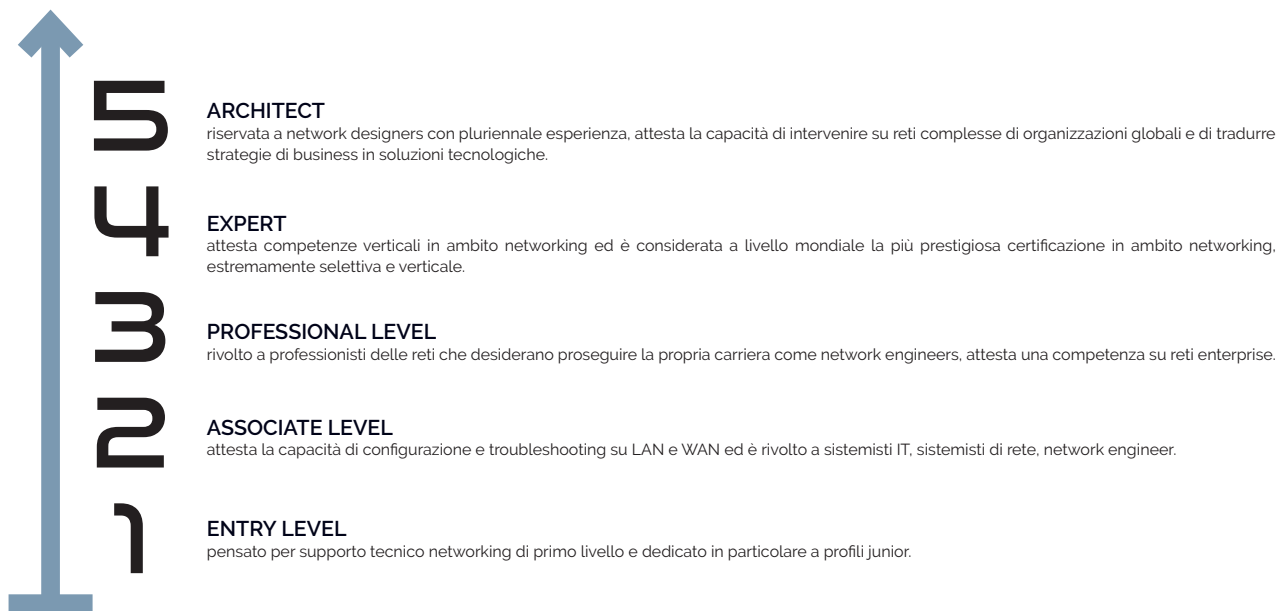 5
ARCHITECT
riservata a network designers con pluriennale esperienza, attesta la capacità di intervenire su reti complesse di organizzazioni globali e di tradurre
strategie di business in soluzioni tecnologiche.
4
EXPERT
attesta competenze verticali in ambito networking ed è considerata a livello mondiale la più prestigiosa certificazione in ambito networking,
estremamente selettiva e verticale.
3
PROFESSIONAL LEVEL
rivolto a professionisti delle reti che desiderano proseguire la propria carriera come network engineers, attesta una competenza su reti enterprise.
2
ASSOCIATE LEVEL
attesta la capacità di configurazione e troubleshooting su LAN e WAN ed è rivolto a sistemisti IT, sistemisti di rete, network engineer.
1
ENTRY LEVEL
pensato per supporto tecnico networking di primo livello e dedicato in particolare a profili junior.